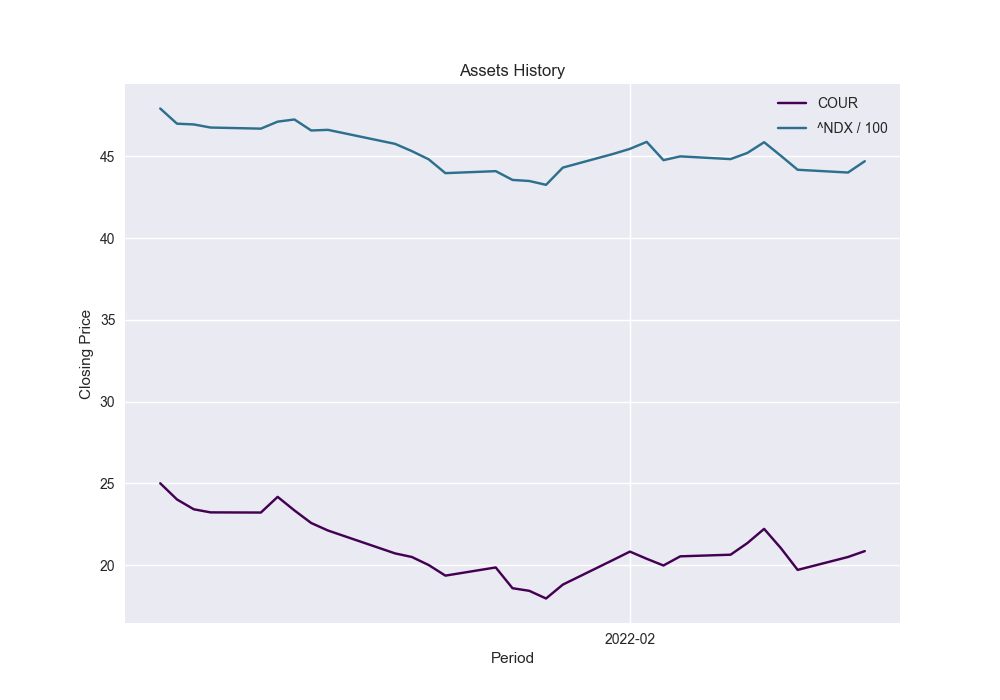 Assets History
COUR
^NDX / 100
Closing Price
45
40
35
30
25
20
2022-02
Period